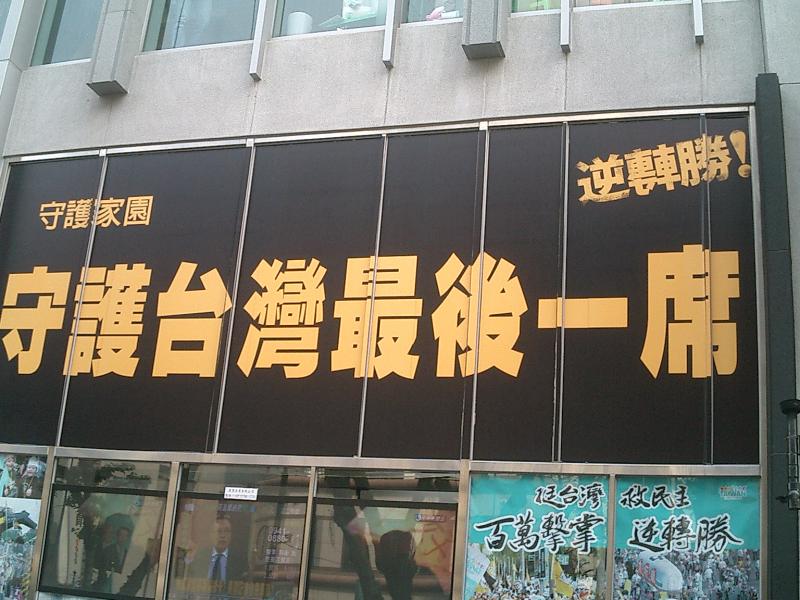 守護家園
逆轉勝!
守護台灣最後一席
挺台灣
百萬擊掌
救民主
逆轉勝